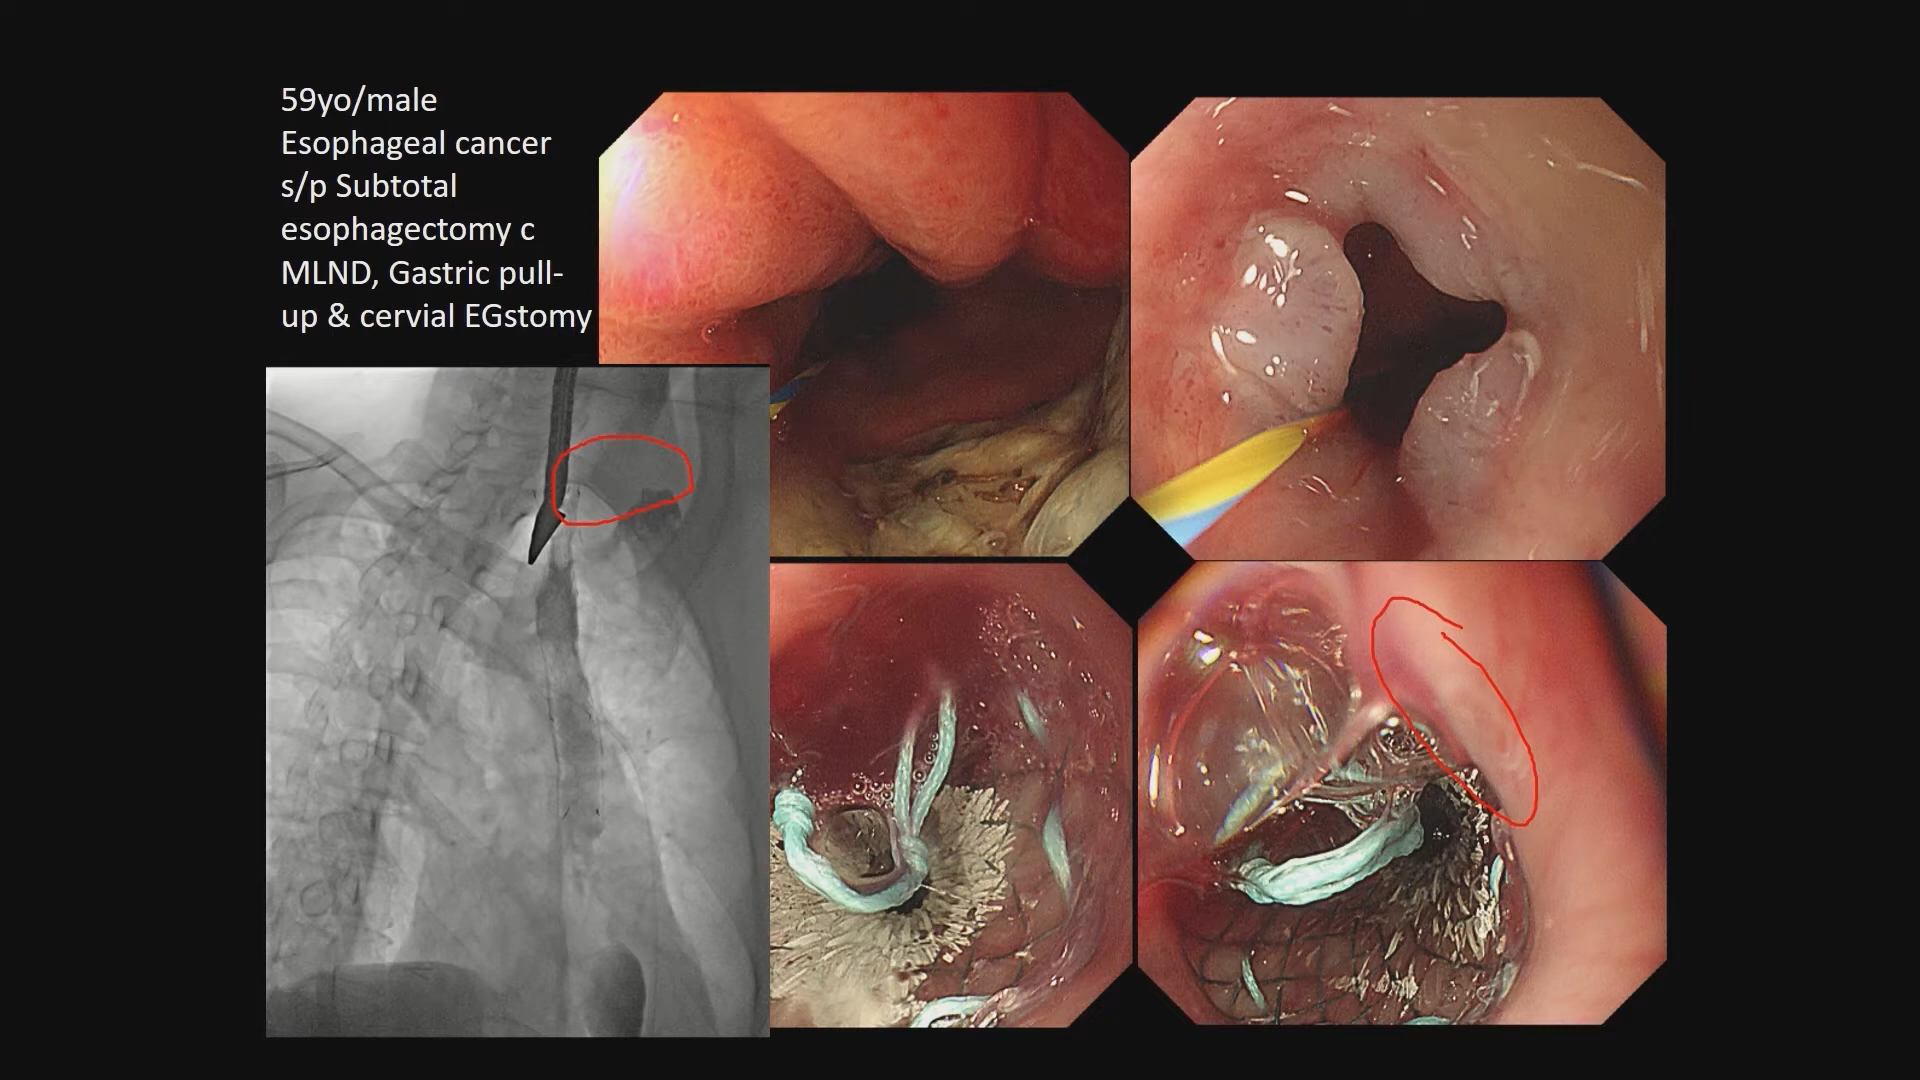 59yo/male
Esophageal cancer
s/p Subtotal
esophagectomy c
MLND, Gastric pull-
up & cervial EGstomy